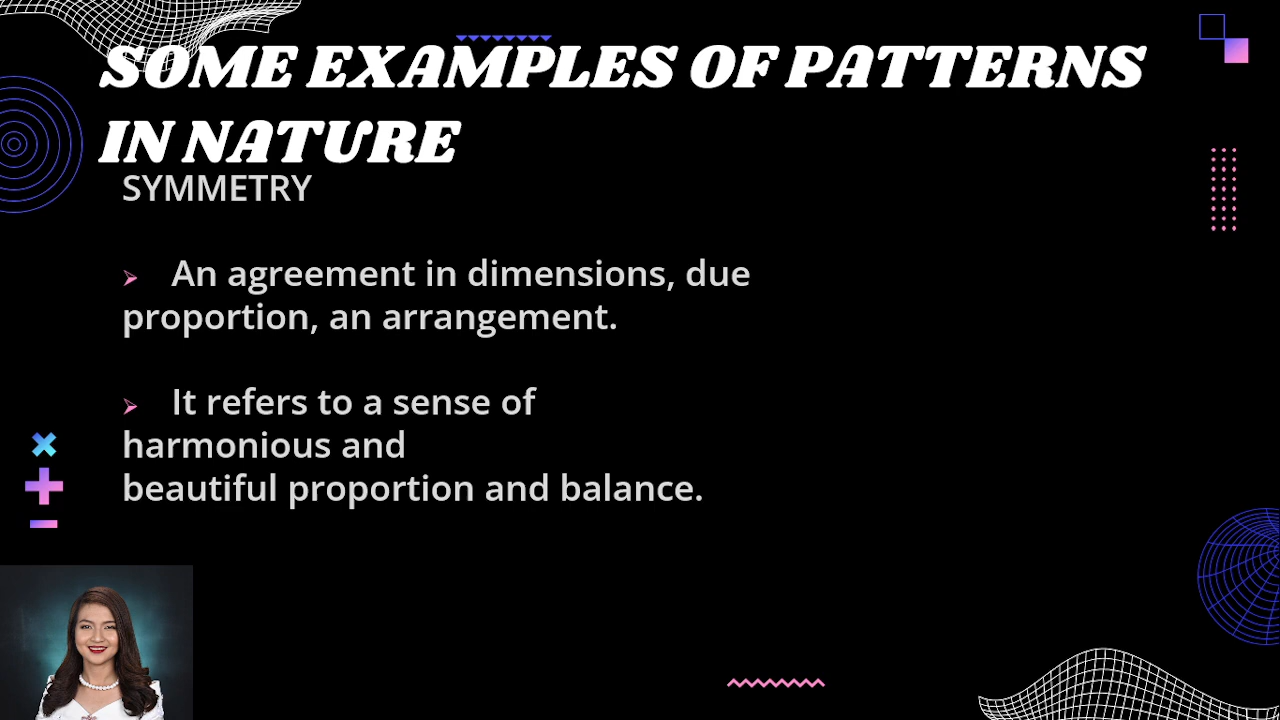 SOME EXAMPLES OF PATTERNS
IN NATURE
SYMMETRY
➢ An agreement in dimensions, due
proportion, an arrangement.
➢ It refers to a sense of
harmonious and
beautiful proportion and balance.